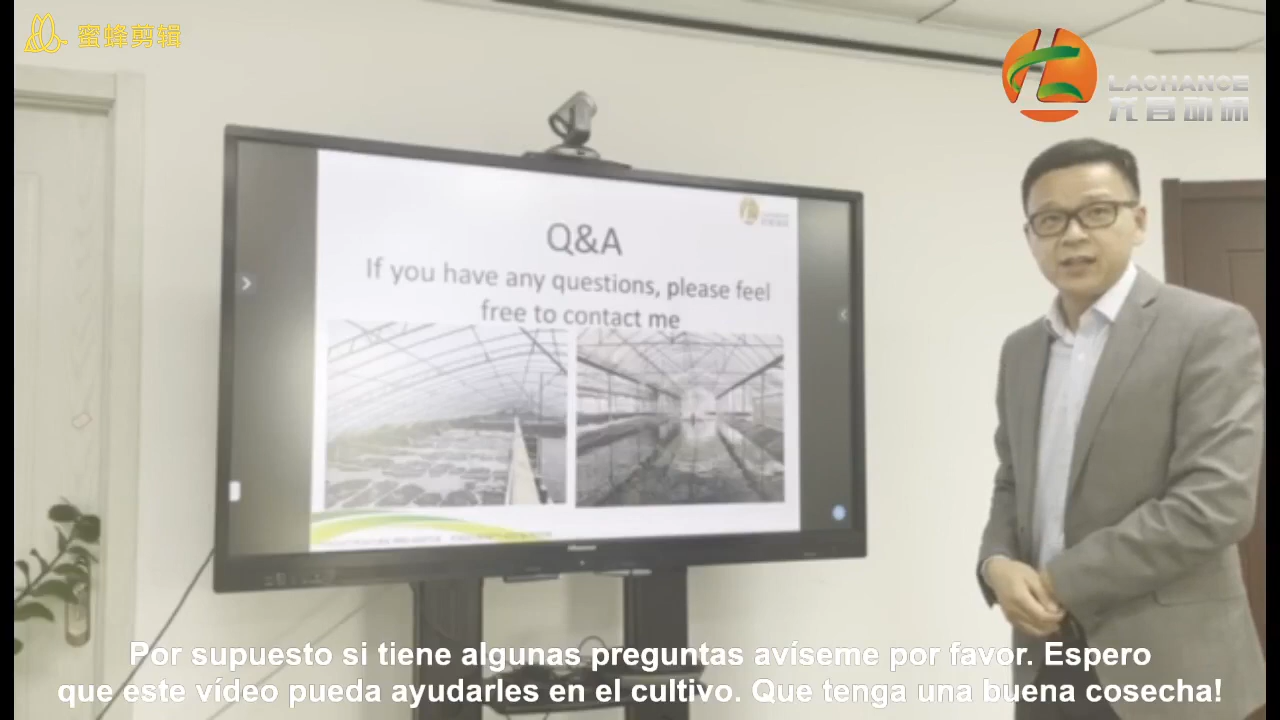 蜜蜂剪辑
LACHANCE
Q&A
If you have any questions, please feel
free to contact me
Hisense
Por supuesto si tiene algunas preguntas avíseme por favor. Espero
que este vídeo pueda ayudarles en el cultivo. Que tenga una buena cosecha!